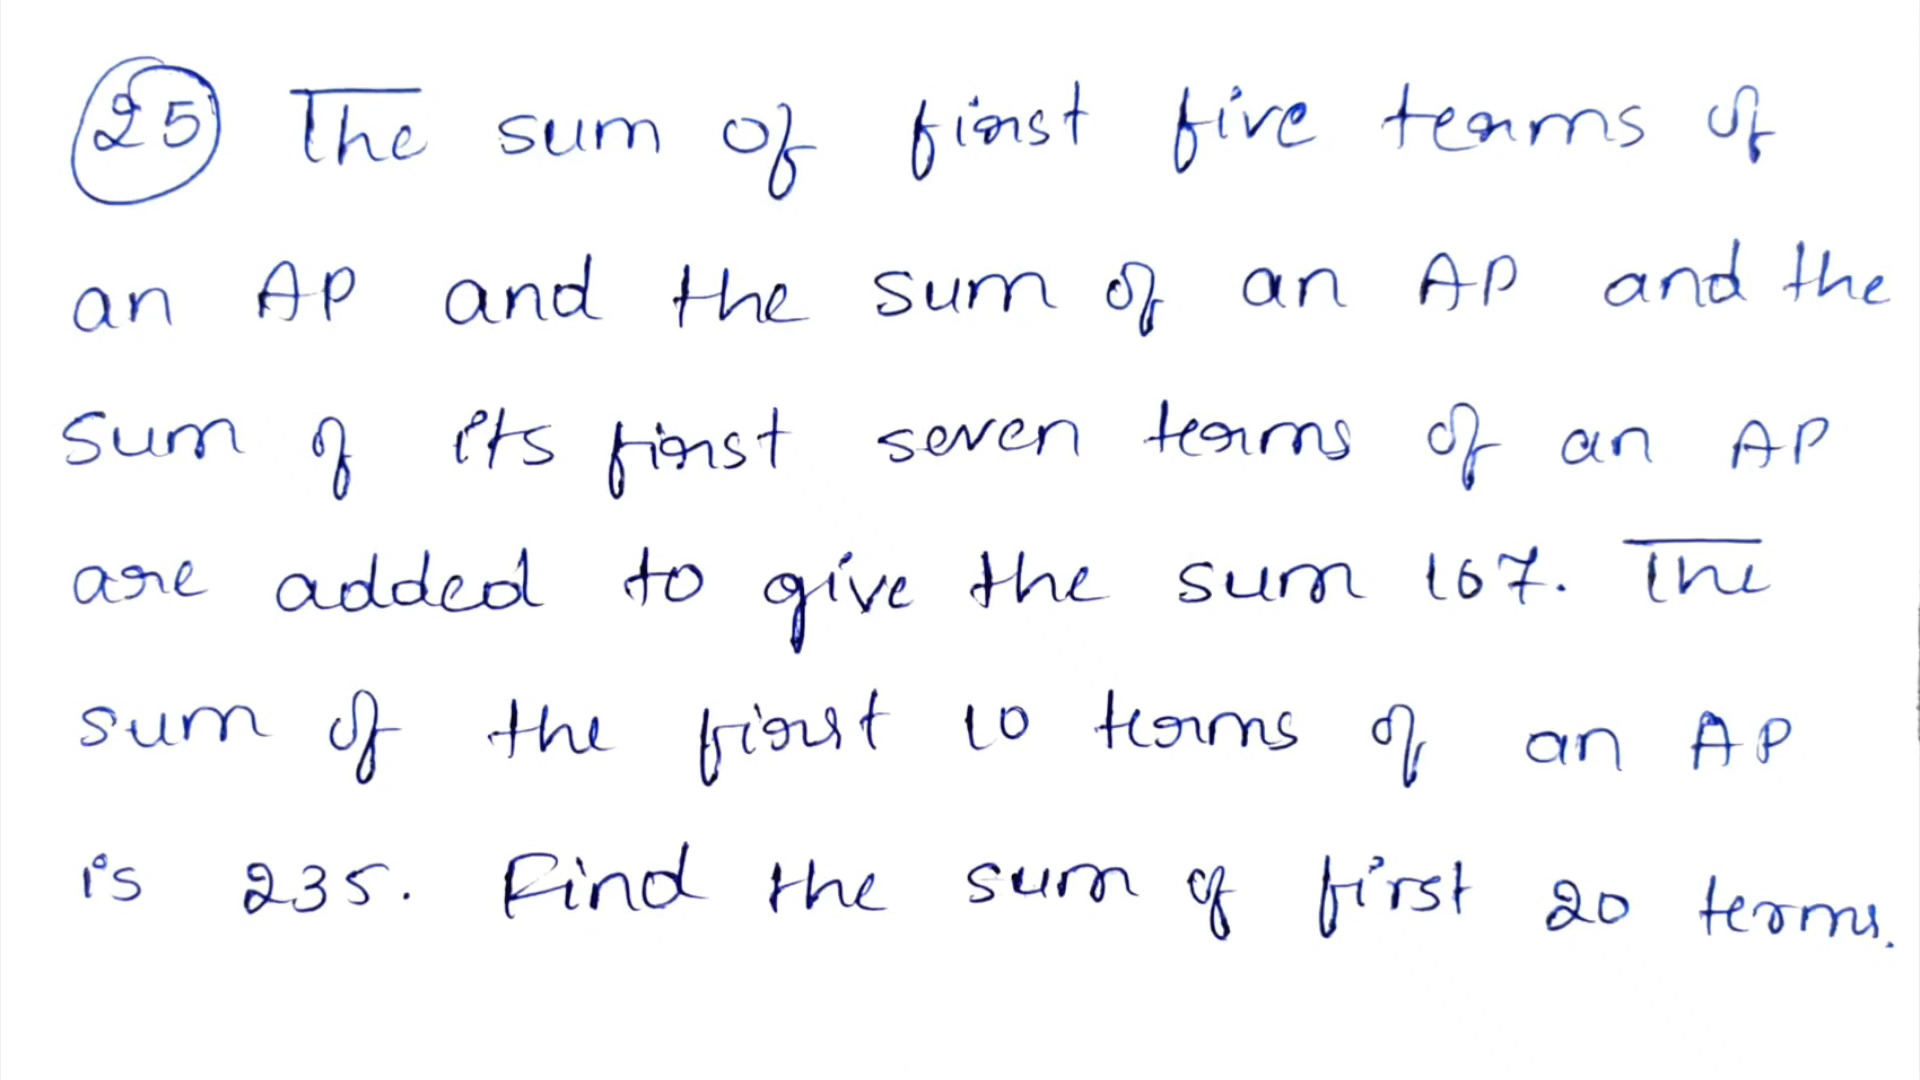 25 The sum of first five terms of
an AP and the sum of an AP and the
sum of its first seven terms of an AP
are added to give the sum 167. The
sum of the first 10 terms of an AP
is 235. Find the sum of first 20 terms.